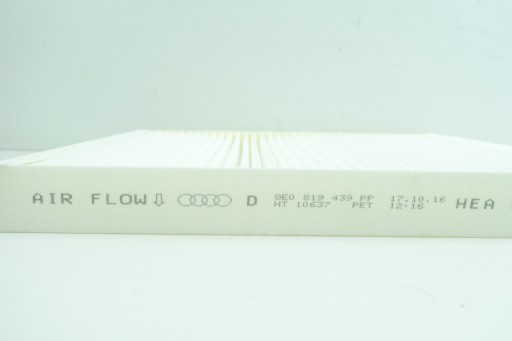 AIR FLOW⇩ D 8E0 819 439 PP 17.10.16 HEA
HT 10637 PET 12:16